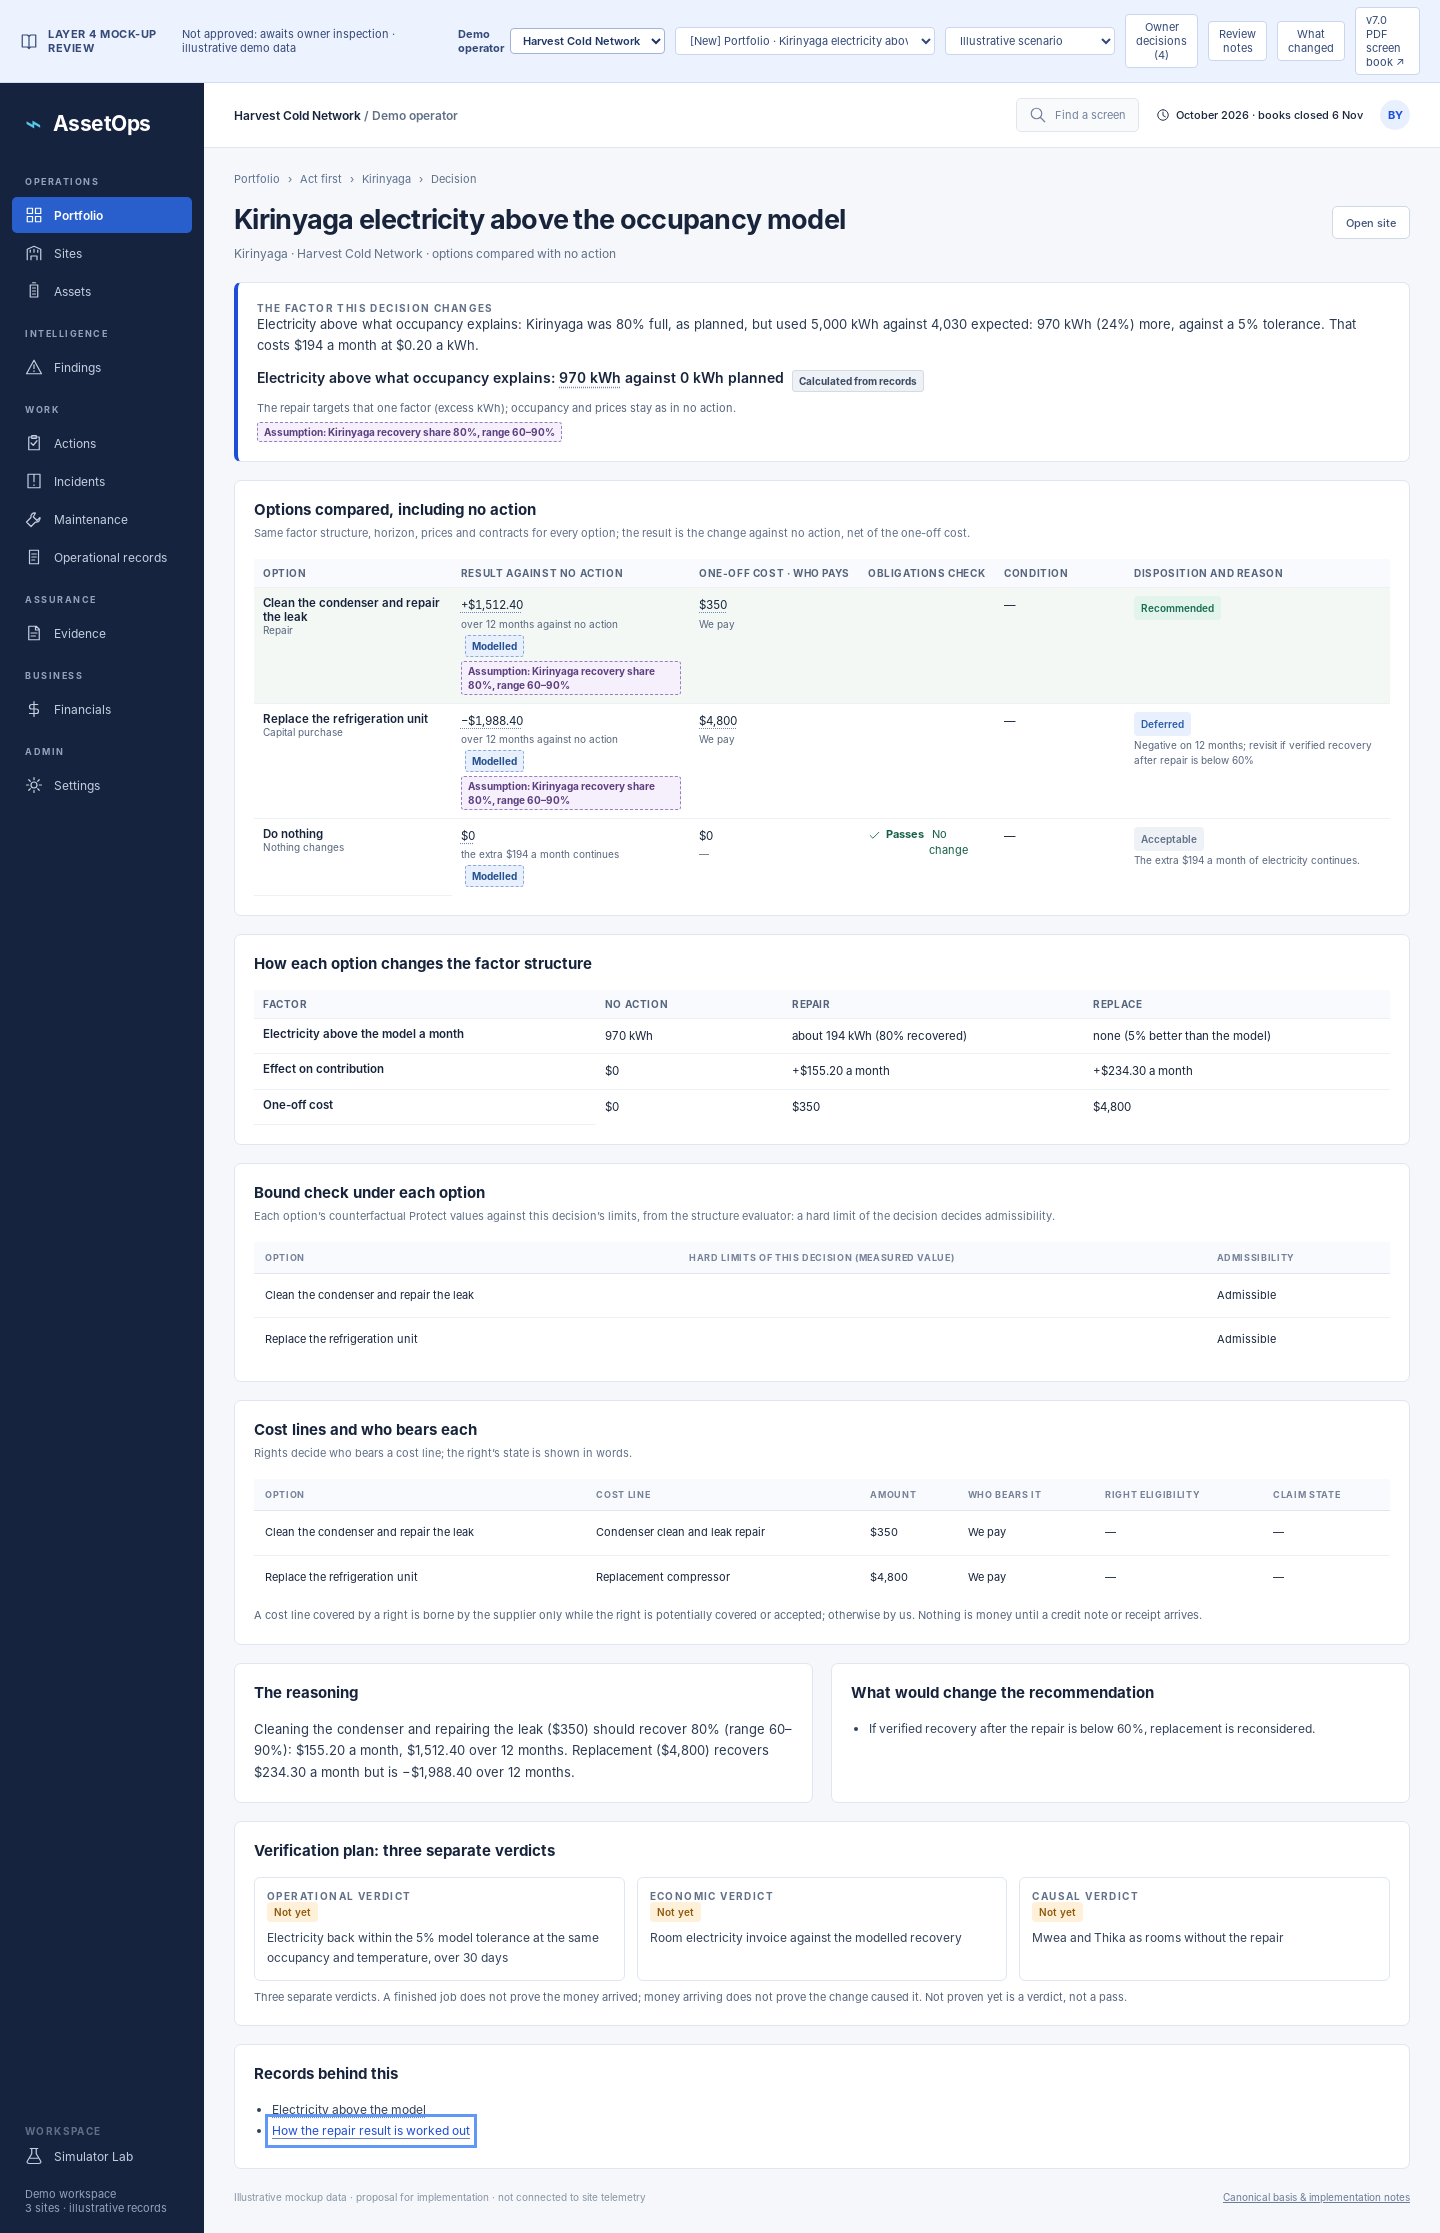 LAYER 4 MOCK-UP
REVIEW
Not approved: awaits owner inspection ·
illustrative demo data
Demo
operator
Harvest Cold Network
[New] Portfolio · Kirinyaga electricity abov
Illustrative scenario
Owner
decisions
(4)
Review
notes
What
changed
v7.0
PDF
screen
book ↗
AssetOps
OPERATIONS
Portfolio
Sites
Assets
INTELLIGENCE
Findings
WORK
Actions
Incidents
Maintenance
Operational records
ASSURANCE
Evidence
BUSINESS
Financials
ADMIN
Settings
WORKSPACE
Simulator Lab
Demo workspace
3 sites · illustrative records
Harvest Cold Network / Demo operator
Find a screen
October 2026 · books closed 6 Nov
BY
Portfolio › Act first › Kirinyaga › Decision
Kirinyaga electricity above the occupancy model
Open site
Kirinyaga · Harvest Cold Network · options compared with no action
THE FACTOR THIS DECISION CHANGES
Electricity above what occupancy explains: Kirinyaga was 80% full, as planned, but used 5,000 kWh against 4,030 expected: 970 kWh (24%) more, against a 5% tolerance. That
costs $194 a month at $0.20 a kWh.
Electricity above what occupancy explains: 970 kWh against 0 kWh planned Calculated from records
The repair targets that one factor (excess kWh); occupancy and prices stay as in no action.
Assumption: Kirinyaga recovery share 80%, range 60–90%
Options compared, including no action
Same factor structure, horizon, prices and contracts for every option; the result is the change against no action, net of the one-off cost.
OPTION RESULT AGAINST NO ACTION ONE-OFF COST · WHO PAYS OBLIGATIONS CHECK CONDITION DISPOSITION AND REASON
Clean the condenser and repair
the leak
Repair
+$1,512.40
over 12 months against no action
Modelled
Assumption: Kirinyaga recovery share
80%, range 60–90%
$350
We pay
—
Recommended
Replace the refrigeration unit
Capital purchase
−$1,988.40
over 12 months against no action
Modelled
Assumption: Kirinyaga recovery share
80%, range 60–90%
$4,800
We pay
—
Deferred
Negative on 12 months; revisit if verified recovery
after repair is below 60%
Do nothing
Nothing changes
$0
the extra $194 a month continues
Modelled
$0
—
Passes No
change
—
Acceptable
The extra $194 a month of electricity continues.
How each option changes the factor structure
FACTOR NO ACTION REPAIR REPLACE
Electricity above the model a month 970 kWh about 194 kWh (80% recovered) none (5% better than the model)
Effect on contribution $0 +$155.20 a month +$234.30 a month
One-off cost $0 $350 $4,800
Bound check under each option
Each option's counterfactual Protect values against this decision's limits, from the structure evaluator: a hard limit of the decision decides admissibility.
OPTION HARD LIMITS OF THIS DECISION (MEASURED VALUE) ADMISSIBILITY
Clean the condenser and repair the leak Admissible
Replace the refrigeration unit Admissible
Cost lines and who bears each
Rights decide who bears a cost line; the right's state is shown in words.
OPTION COST LINE AMOUNT WHO BEARS IT RIGHT ELIGIBILITY CLAIM STATE
Clean the condenser and repair the leak Condenser clean and leak repair $350 We pay — —
Replace the refrigeration unit Replacement compressor $4,800 We pay — —
A cost line covered by a right is borne by the supplier only while the right is potentially covered or accepted; otherwise by us. Nothing is money until a credit note or receipt arrives.
The reasoning
Cleaning the condenser and repairing the leak ($350) should recover 80% (range 60–
90%): $155.20 a month, $1,512.40 over 12 months. Replacement ($4,800) recovers
$234.30 a month but is −$1,988.40 over 12 months.
What would change the recommendation
• If verified recovery after the repair is below 60%, replacement is reconsidered.
Verification plan: three separate verdicts
OPERATIONAL VERDICT
Not yet
Electricity back within the 5% model tolerance at the same
occupancy and temperature, over 30 days
ECONOMIC VERDICT
Not yet
Room electricity invoice against the modelled recovery
CAUSAL VERDICT
Not yet
Mwea and Thika as rooms without the repair
Three separate verdicts. A finished job does not prove the money arrived; money arriving does not prove the change caused it. Not proven yet is a verdict, not a pass.
Records behind this
• Electricity above the model
• How the repair result is worked out
Illustrative mockup data · proposal for implementation · not connected to site telemetry
Canonical basis & implementation notes